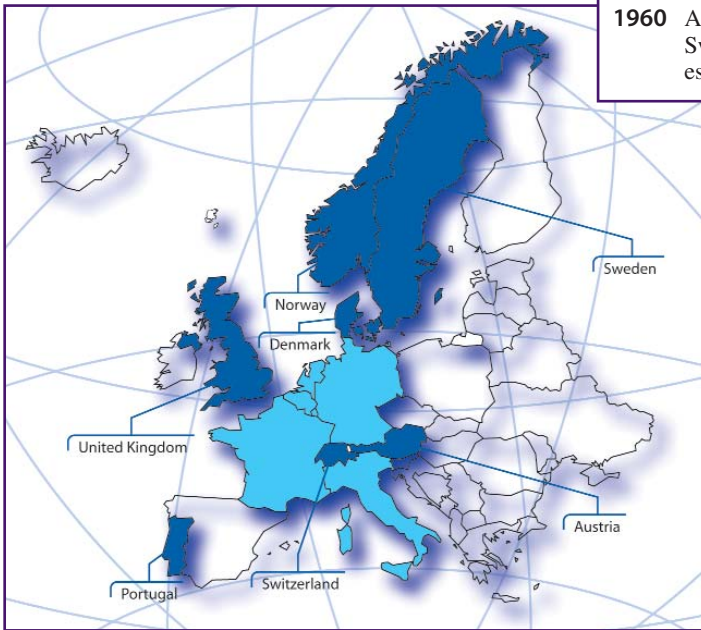 1960 A
Sweden
Norway
Denmark
United Kingdom
Austria
Switzerland
Portugal